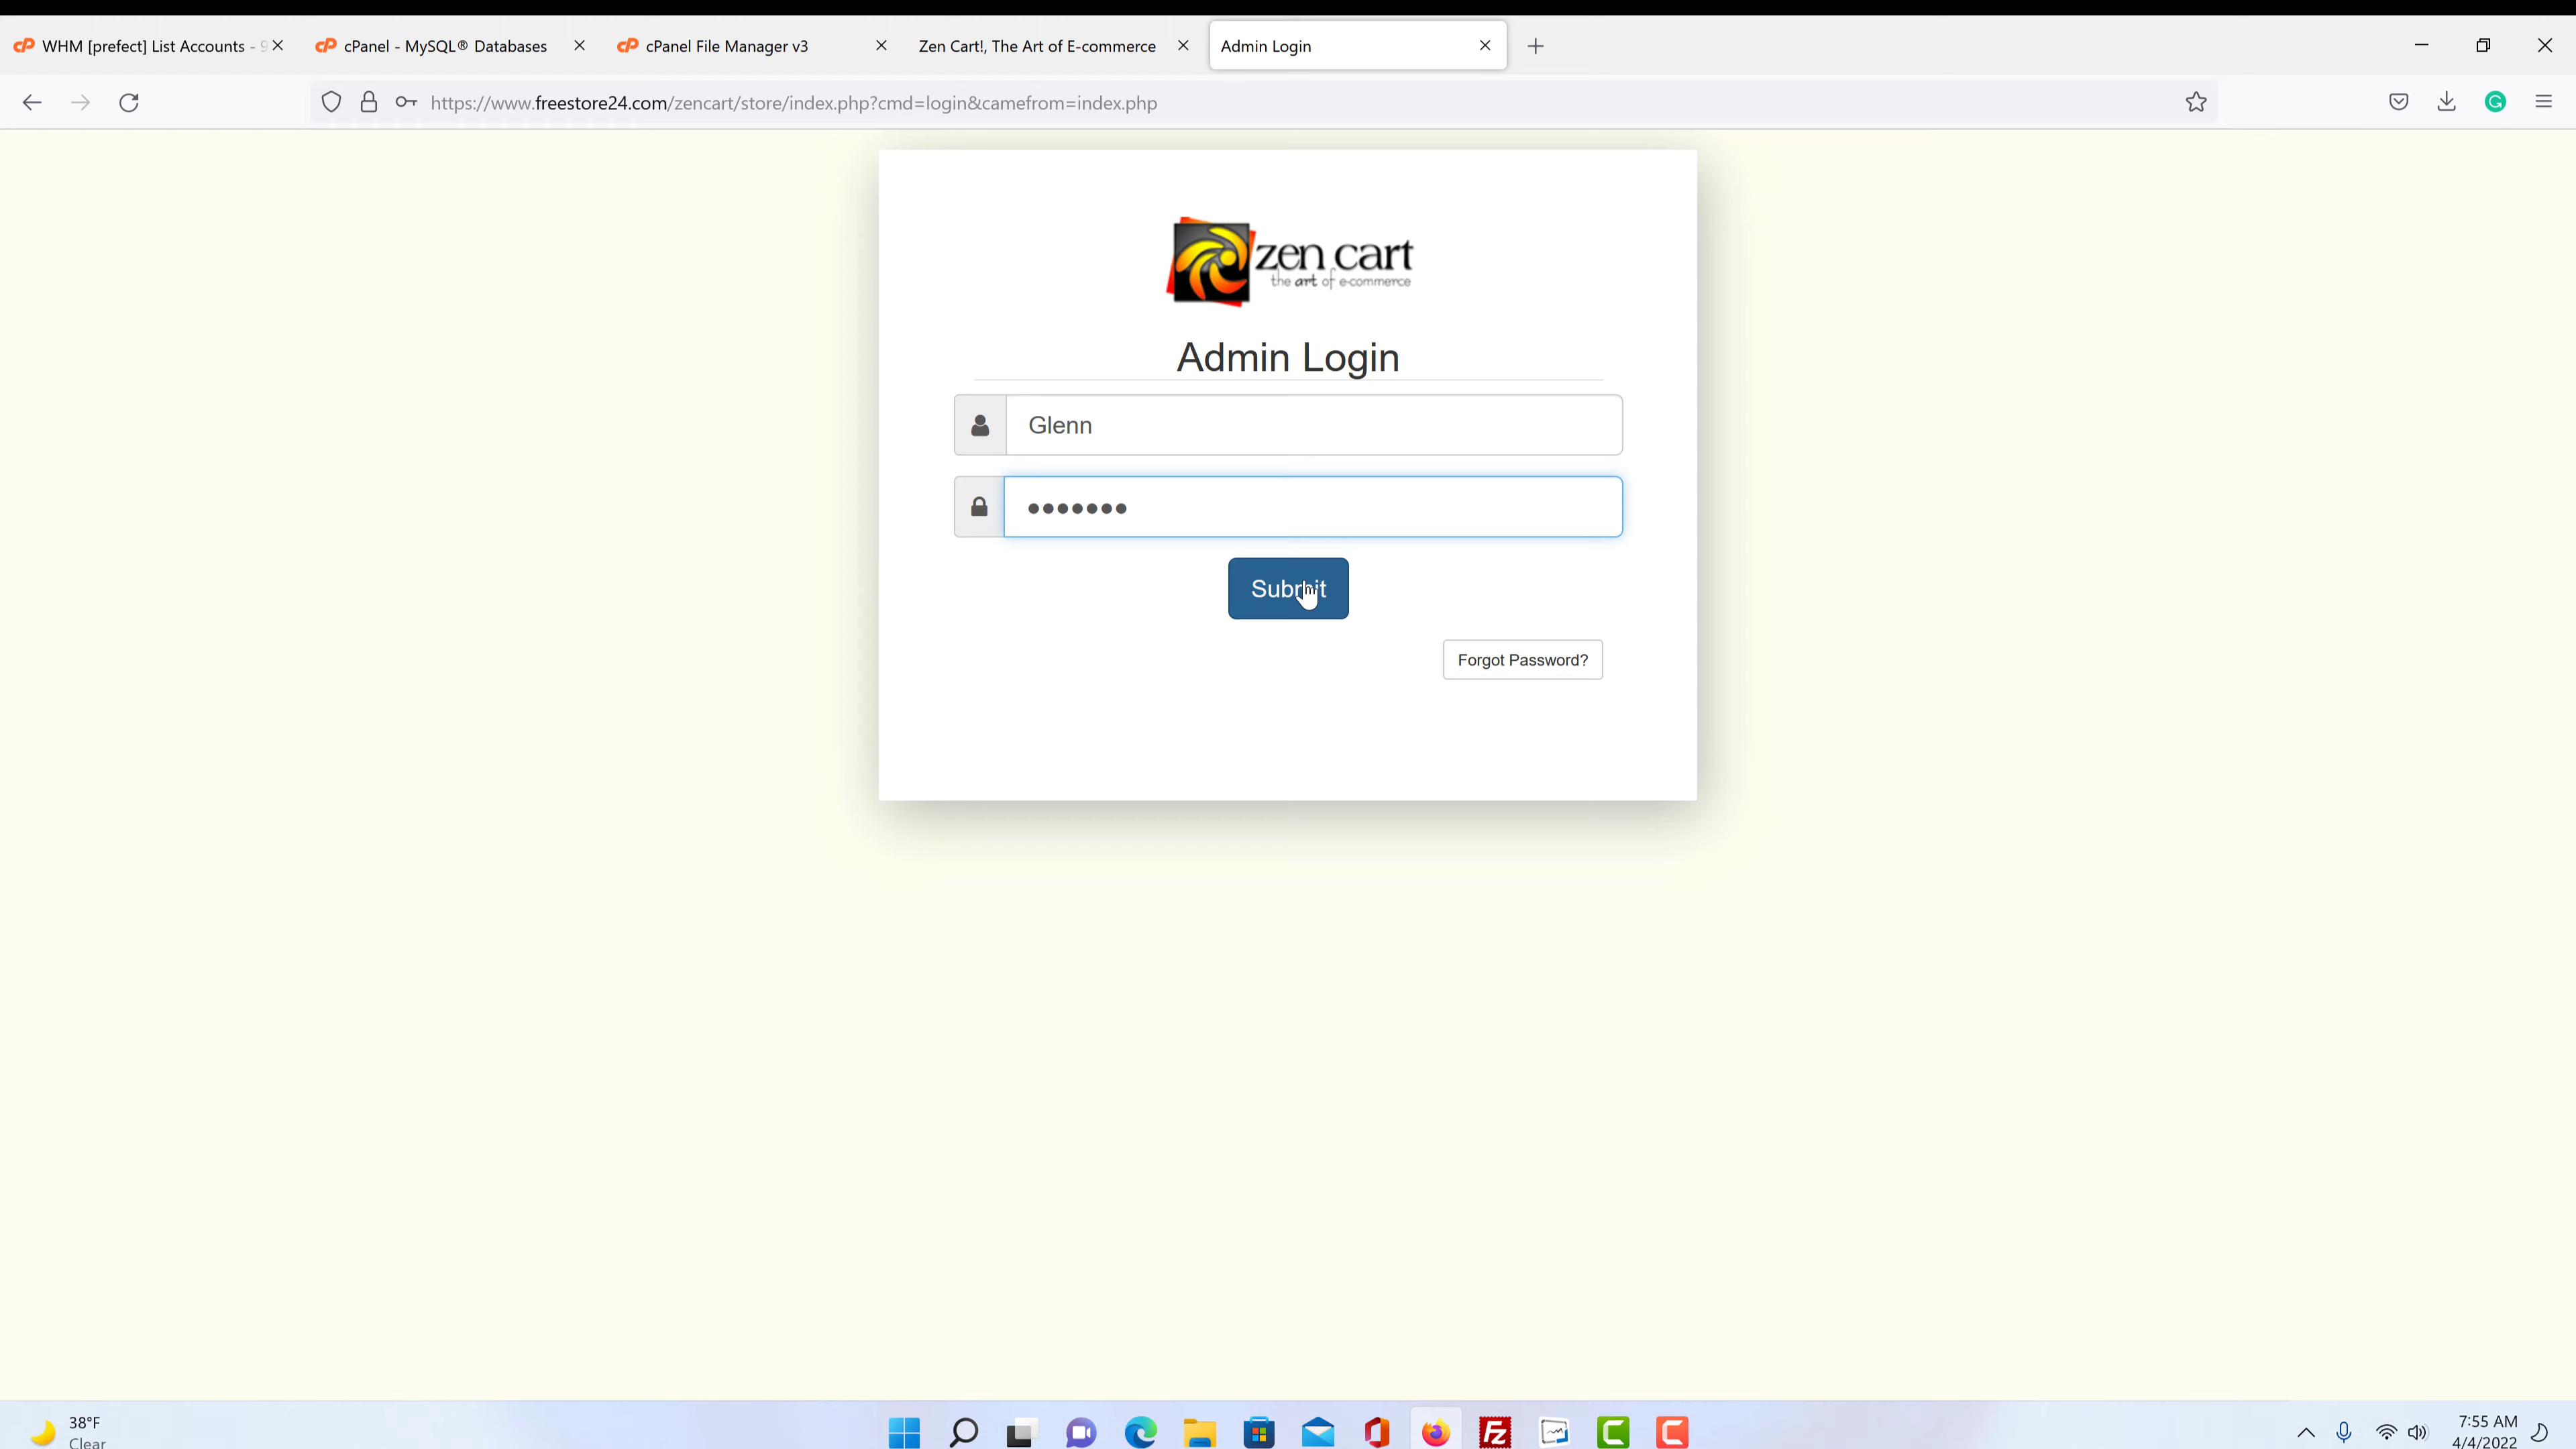 WHM [prefect] List Accounts - 9
cPanel - MySQL® Databases
cPanel File Manager v3
Zen Cart!, The Art of E-commerce
Admin Login
https://www.freestore24.com/zencart/store/index.php?cmd=login&camefrom=index.php
zen cart
the art of e-commerce
Admin Login
Glenn
Submit
Forgot Password?
38°F
Clear
7:55 AM
4/4/2022